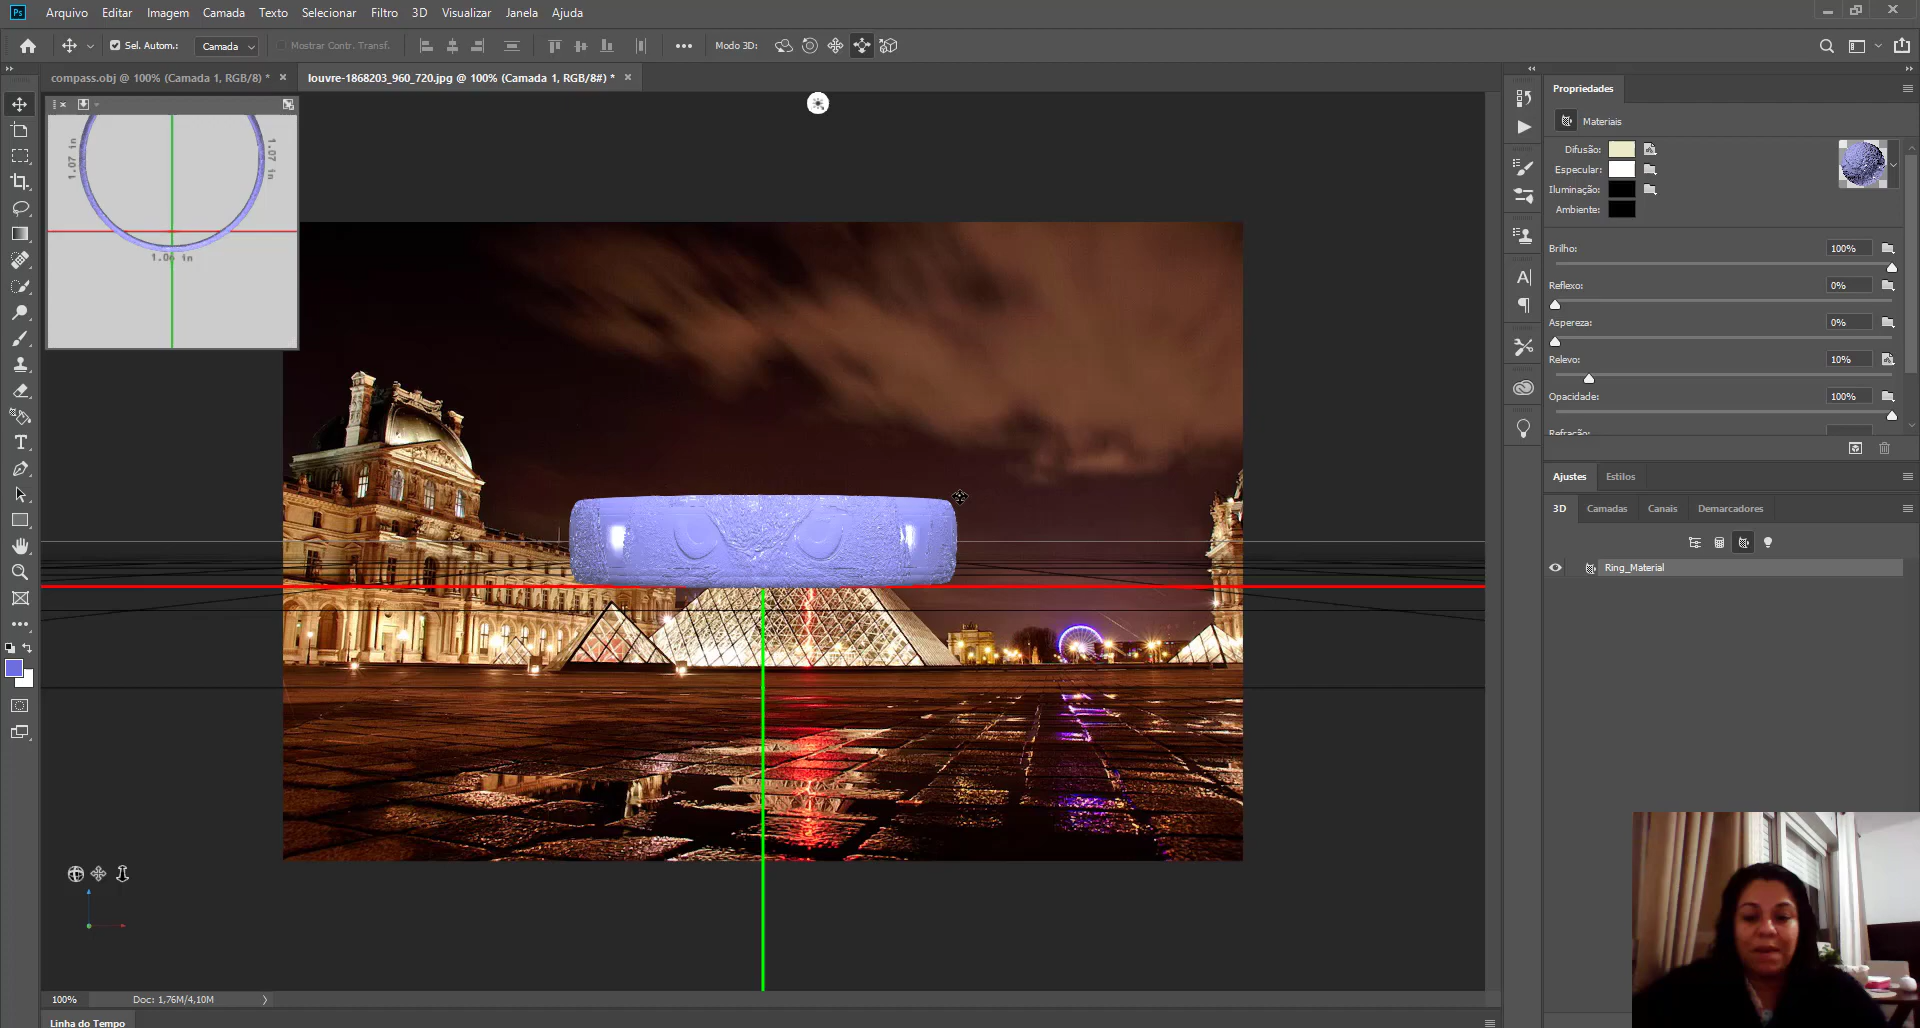 Ps Arquivo Editar Imagem Camada Texto Selecionar Filtro 3D Visualizar Janela Ajuda
Sel. Autom.: Camada Mostrar Contr. Transf. Modo 3D:
compass.obj @ 100% (Camada 1, RGB/8) * louvre-1868203_960_720.jpg @ 100% (Camada 1, RGB/8#) *
1.07 in
1.07 in
1.06 in
Propriedades
Materiais
Difusão:
Especular:
Iluminação:
Ambiente:
Brilho: 100%
Reflexo: 0%
Aspereza: 0%
Relevo: 10%
Opacidade: 100%
Refração:
Ajustes Estilos
3D Camadas Canais Demarcadores
Ring_Material
100% Doc: 1,76M/4,10M
Linha do Tempo